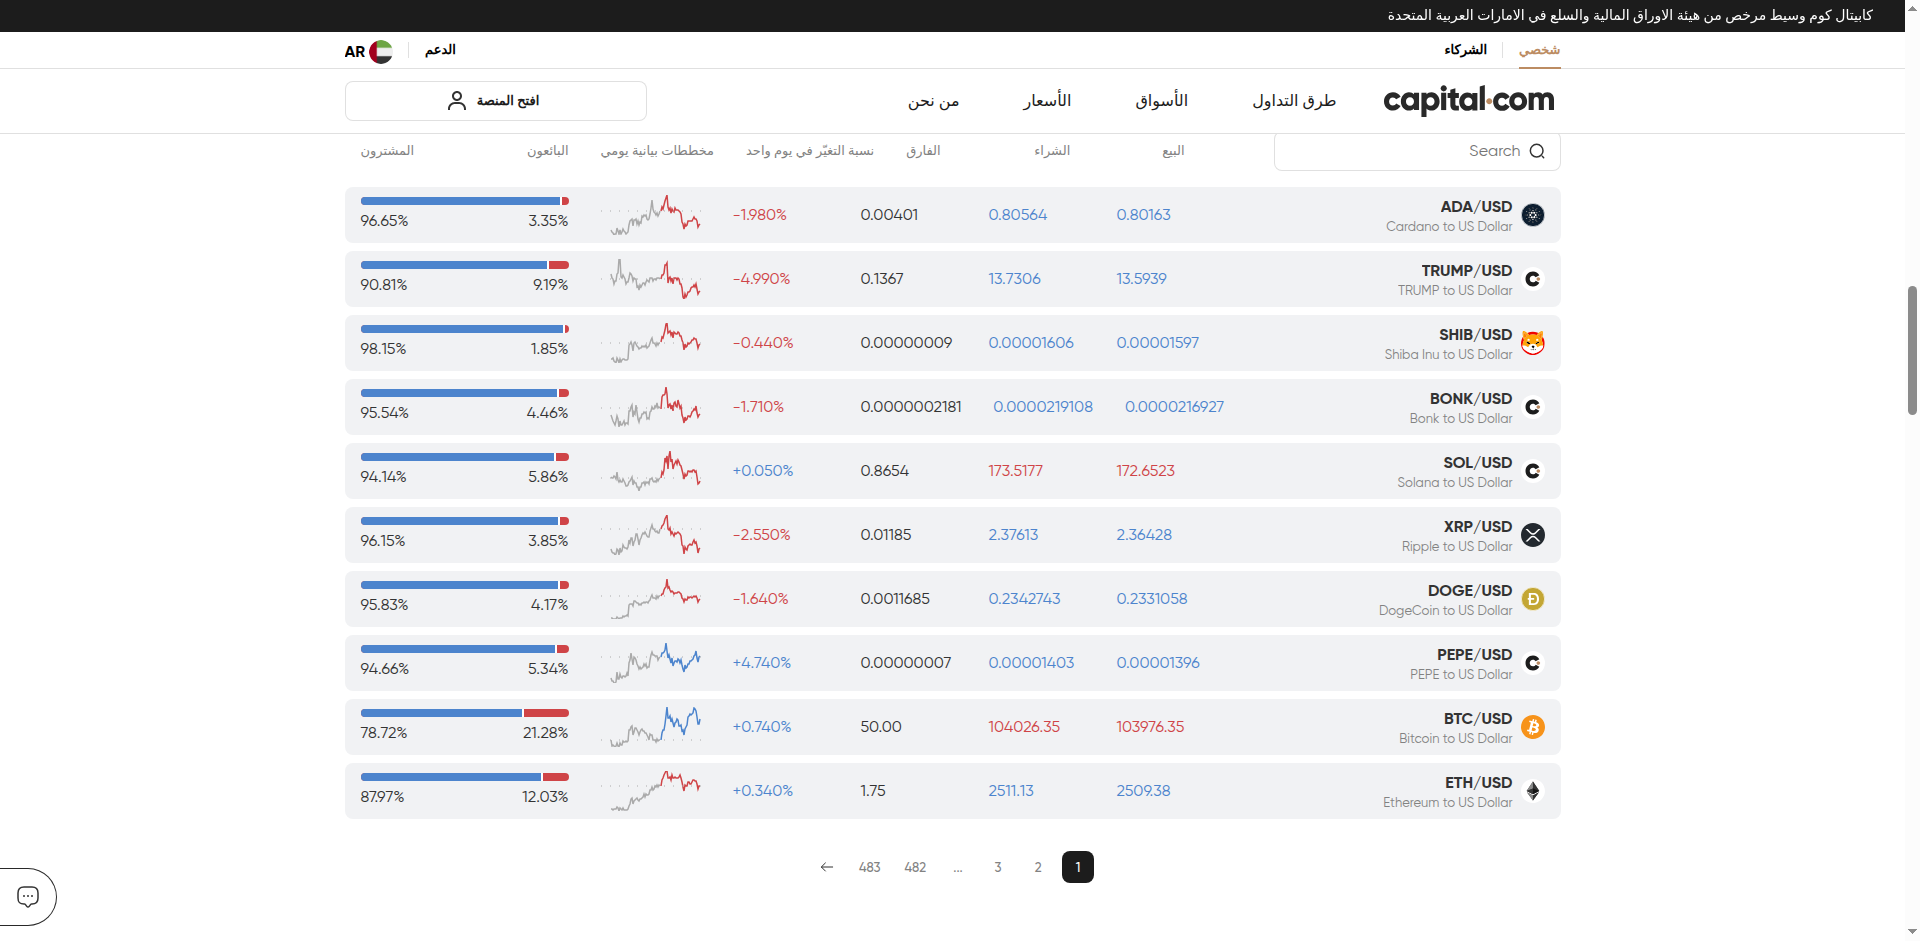 كابيتال كوم وسيط مرخص من هيئة الاوراق المالية والسلع في الامارات العربية المتحدة
شخصي
الشركاء
الدعم
AR
capital.com
طرق التداول
الأسواق
الأسعار
من نحن
افتح المنصة
Search
البيع
الشراء
الفارق
نسبة التغيّر في يوم واحد
مخططات بيانية يومي
البائعون
المشترون
ADA/USD
Cardano to US Dollar
0.80163
0.80564
0.00401
-1.980%
3.35%
96.65%
TRUMP/USD
TRUMP to US Dollar
13.5939
13.7306
0.1367
-4.990%
9.19%
90.81%
SHIB/USD
Shiba Inu to US Dollar
0.00001597
0.00001606
0.00000009
-0.440%
1.85%
98.15%
BONK/USD
Bonk to US Dollar
0.0000216927
0.0000219108
0.0000002181
-1.710%
4.46%
95.54%
SOL/USD
Solana to US Dollar
172.6523
173.5177
0.8654
+0.050%
5.86%
94.14%
XRP/USD
Ripple to US Dollar
2.36428
2.37613
0.01185
-2.550%
3.85%
96.15%
DOGE/USD
DogeCoin to US Dollar
0.2331058
0.2342743
0.0011685
-1.640%
4.17%
95.83%
PEPE/USD
PEPE to US Dollar
0.00001396
0.00001403
0.00000007
+4.740%
5.34%
94.66%
BTC/USD
Bitcoin to US Dollar
103976.35
104026.35
50.00
+0.740%
21.28%
78.72%
ETH/USD
Ethereum to US Dollar
2509.38
2511.13
1.75
+0.340%
12.03%
87.97%
1
2
3
...
482
483